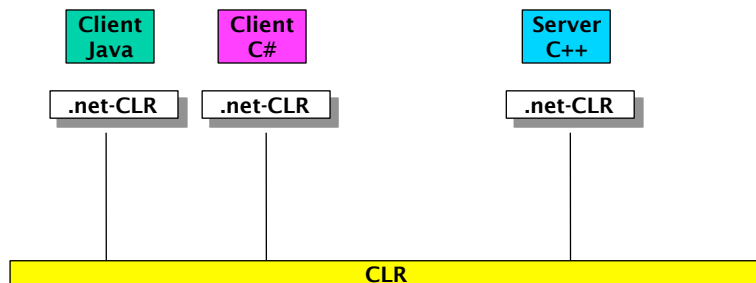 Client
Java
Client
C#
Server
C++
.net-CLR
.net-CLR
.net-CLR
CLR